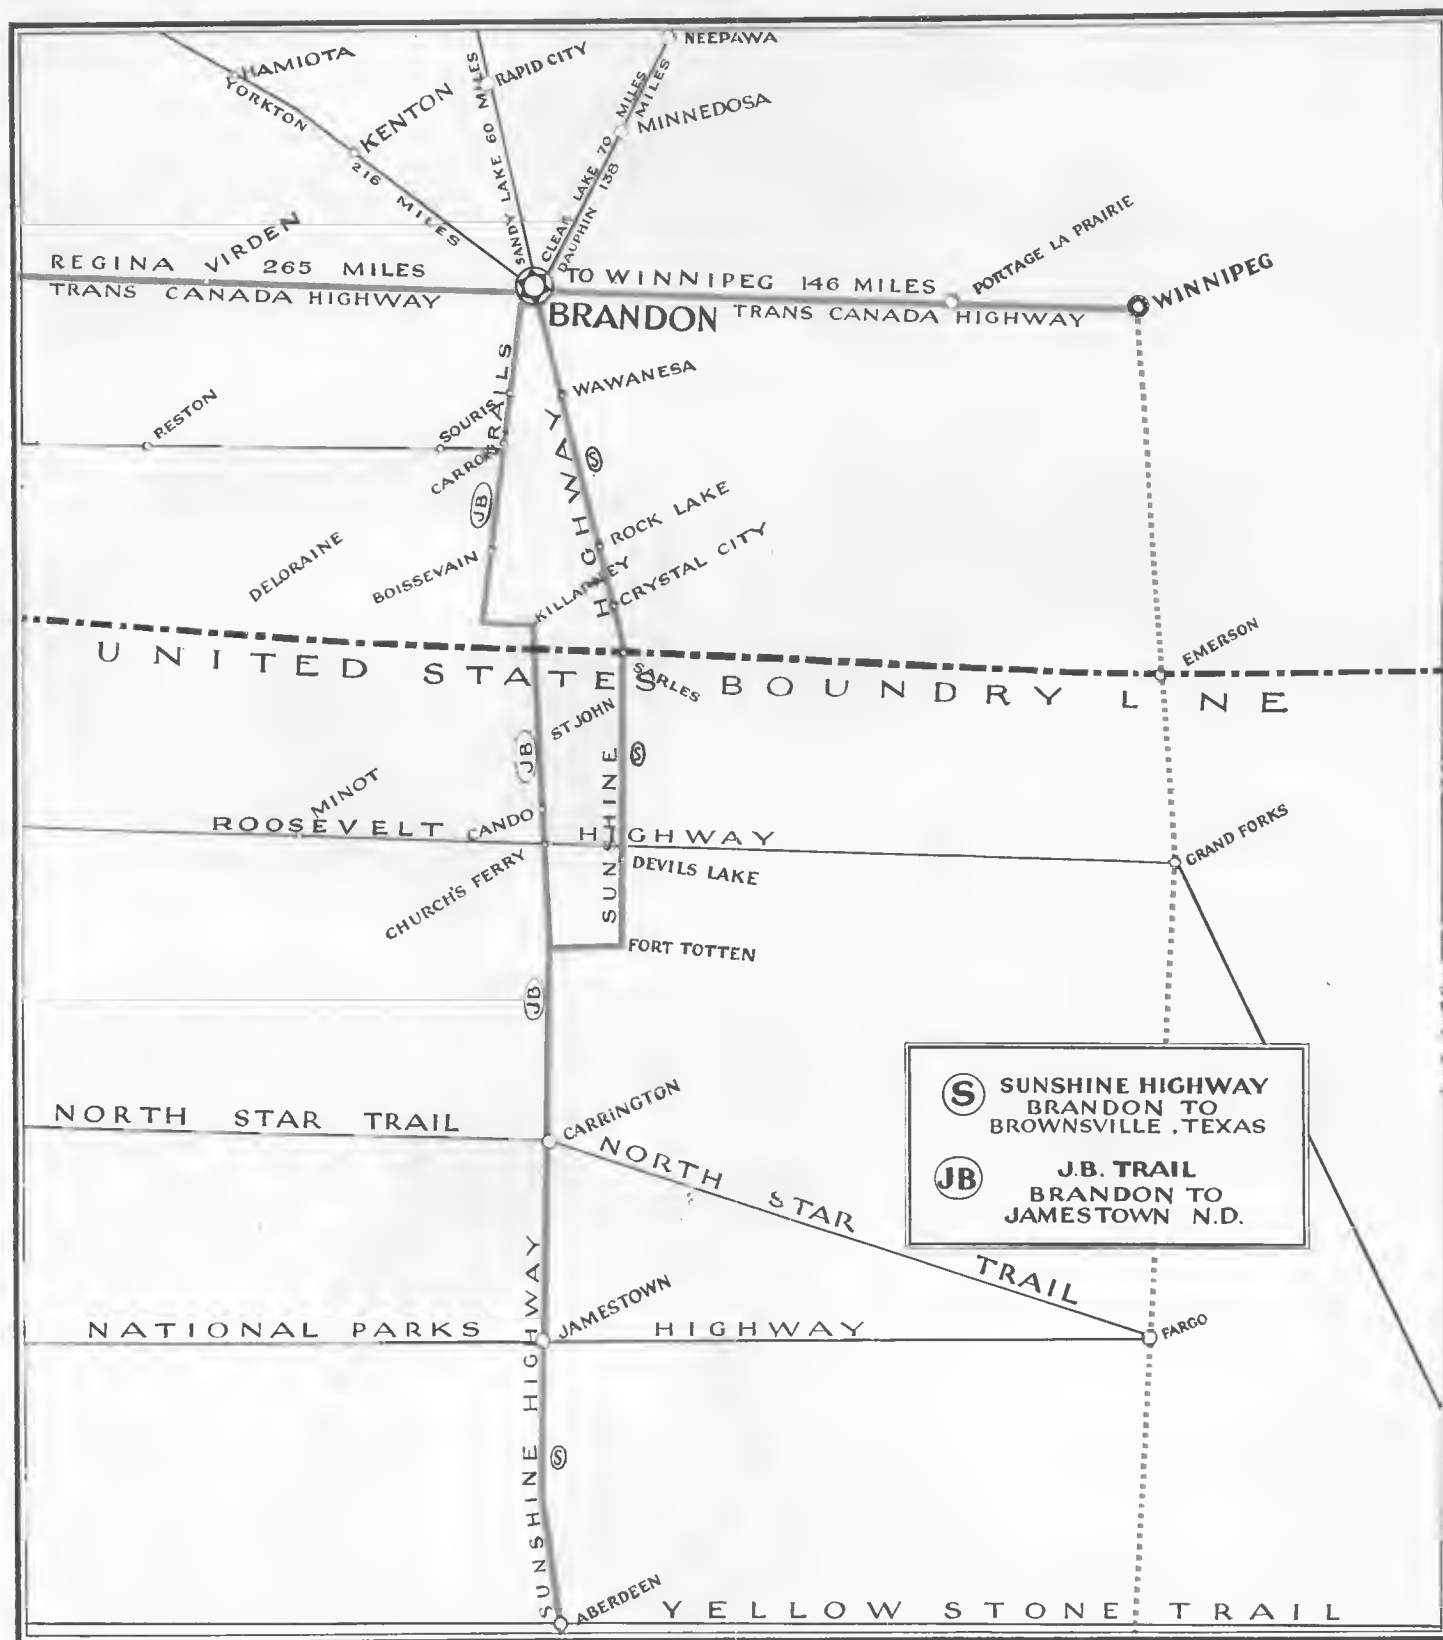 NEEPAWA
HAMIOTA
RAPID CITY
YORKTON
216 MILES
KENTON
SANDY LAKE 60 MILES
CLEAR LAKE 70 MILES
DAUPHIN 138 MILES
MINNEDOSA
VIRDEN
PORTAGE LA PRAIRIE
REGINA 265 MILES
TRANS CANADA HIGHWAY
TO WINNIPEG 146 MILES
TRANS CANADA HIGHWAY
WINNIPEG
BRANDON
WAWANESA
RESTON
SOURIS
CARROLL
TRAILS
HIGHWAY
S
JB
ROCK LAKE
DELORAINE
BOISSEVAIN
KILLARNEY
CRYSTAL CITY
EMERSON
UNITED STATES BOUNDRY LINE
SARLES
ST JOHN
JB
S
SUNSHINE
MINOT
ROOSEVELT HIGHWAY
CANDO
GRAND FORKS
CHURCH'S FERRY
DEVILS LAKE
FORT TOTTEN
JB
S SUNSHINE HIGHWAY
BRANDON TO
BROWNSVILLE, TEXAS
JB J.B. TRAIL
BRANDON TO
JAMESTOWN N.D.
NORTH STAR TRAIL
CARRINGTON
NORTH STAR TRAIL
JAMESTOWN
NATIONAL PARKS HIGHWAY
FARGO
SUNSHINE HIGHWAY
S
ABERDEEN
YELLOW STONE TRAIL